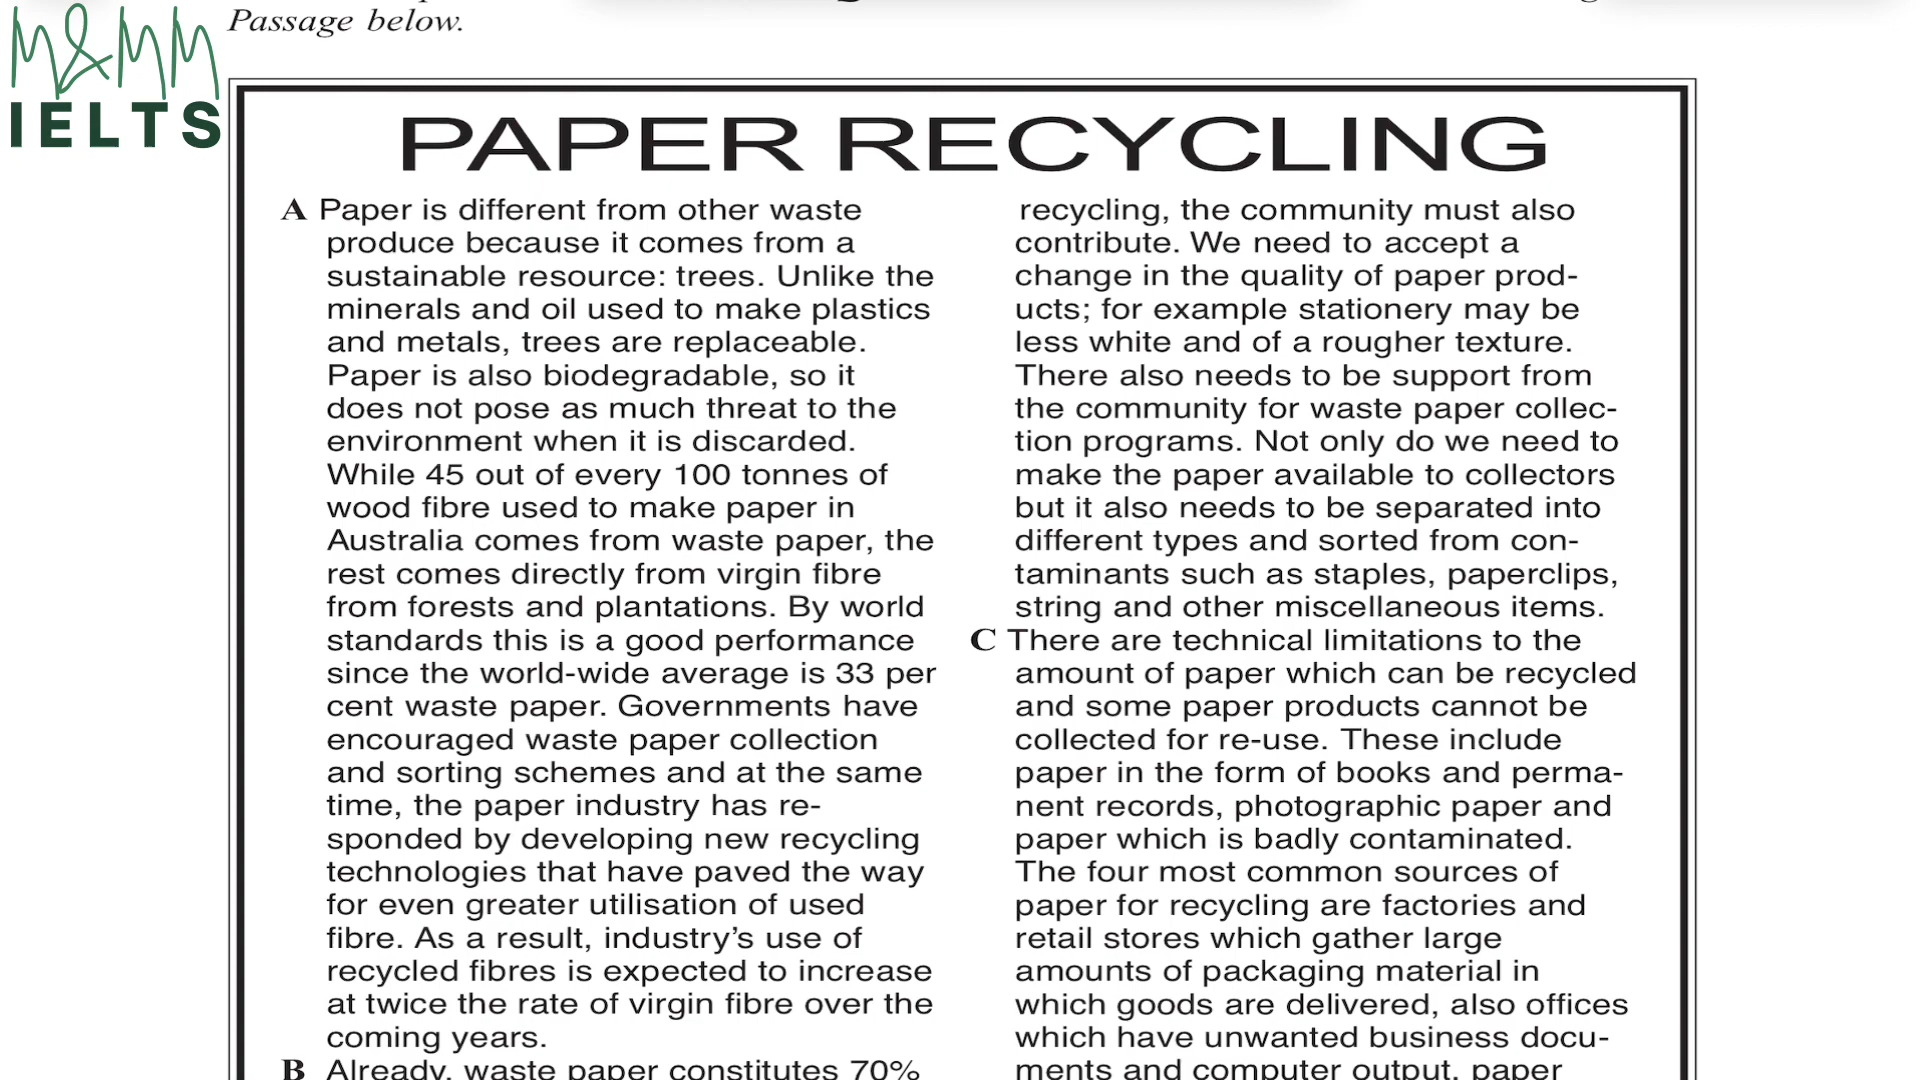 M&MM
IELTS
Passage below.
PAPER RECYCLING
A Paper is different from other waste
produce because it comes from a
sustainable resource: trees. Unlike the
minerals and oil used to make plastics
and metals, trees are replaceable.
Paper is also biodegradable, so it
does not pose as much threat to the
environment when it is discarded.
While 45 out of every 100 tonnes of
wood fibre used to make paper in
Australia comes from waste paper, the
rest comes directly from virgin fibre
from forests and plantations. By world
standards this is a good performance
since the world-wide average is 33 per
cent waste paper. Governments have
encouraged waste paper collection
and sorting schemes and at the same
time, the paper industry has re-
sponded by developing new recycling
technologies that have paved the way
for even greater utilisation of used
fibre. As a result, industry’s use of
recycled fibres is expected to increase
at twice the rate of virgin fibre over the
coming years.
B Already, waste paper constitutes 70%
recycling, the community must also
contribute. We need to accept a
change in the quality of paper prod-
ucts; for example stationery may be
less white and of a rougher texture.
There also needs to be support from
the community for waste paper collec-
tion programs. Not only do we need to
make the paper available to collectors
but it also needs to be separated into
different types and sorted from con-
taminants such as staples, paperclips,
string and other miscellaneous items.
C There are technical limitations to the
amount of paper which can be recycled
and some paper products cannot be
collected for re-use. These include
paper in the form of books and perma-
nent records, photographic paper and
paper which is badly contaminated.
The four most common sources of
paper for recycling are factories and
retail stores which gather large
amounts of packaging material in
which goods are delivered, also offices
which have unwanted business docu-
ments and computer output, paper